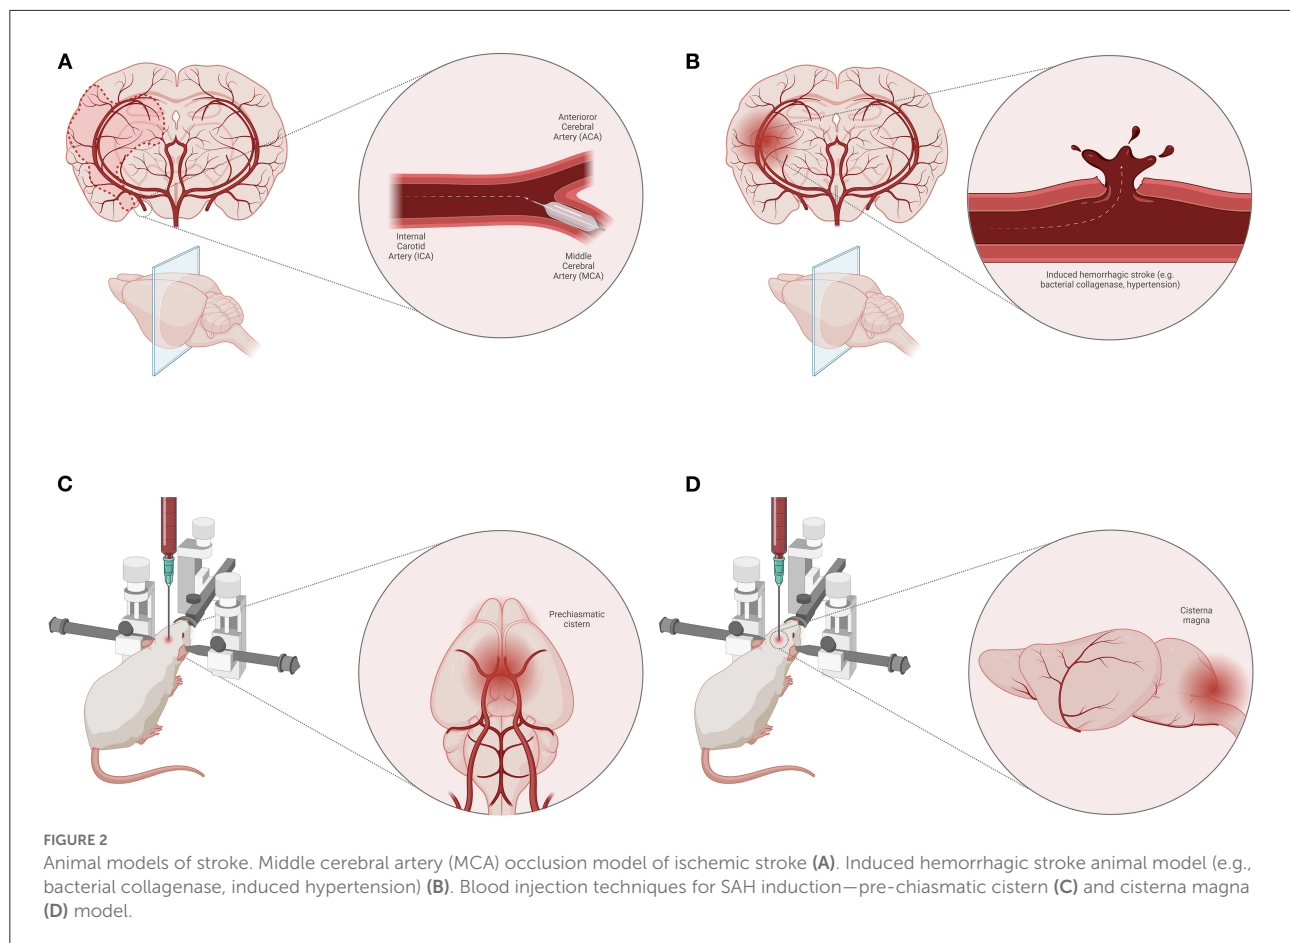 A
Anterioror
Cerebral
Artery (ACA)
Internal
Carotid
Artery (ICA)
Middle
Cerebral
Artery (MCA)
B
Induced hemorrhagic stroke (e.g.
bacterial collagenase, hypertension)
C
Prechiasmatic
cistern
D
Cisterna
magna
FIGURE 2
Animal models of stroke. Middle cerebral artery (MCA) occlusion model of ischemic stroke (A). Induced hemorrhagic stroke animal model (e.g.,
bacterial collagenase, induced hypertension) (B). Blood injection techniques for SAH induction—pre-chiasmatic cistern (C) and cisterna magna
(D) model.